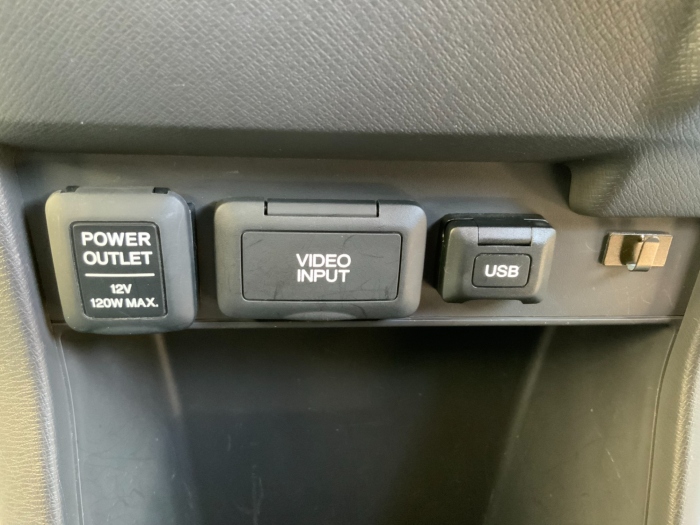 POWER
OUTLET
12V
120W MAX.
VIDEO
INPUT
USB